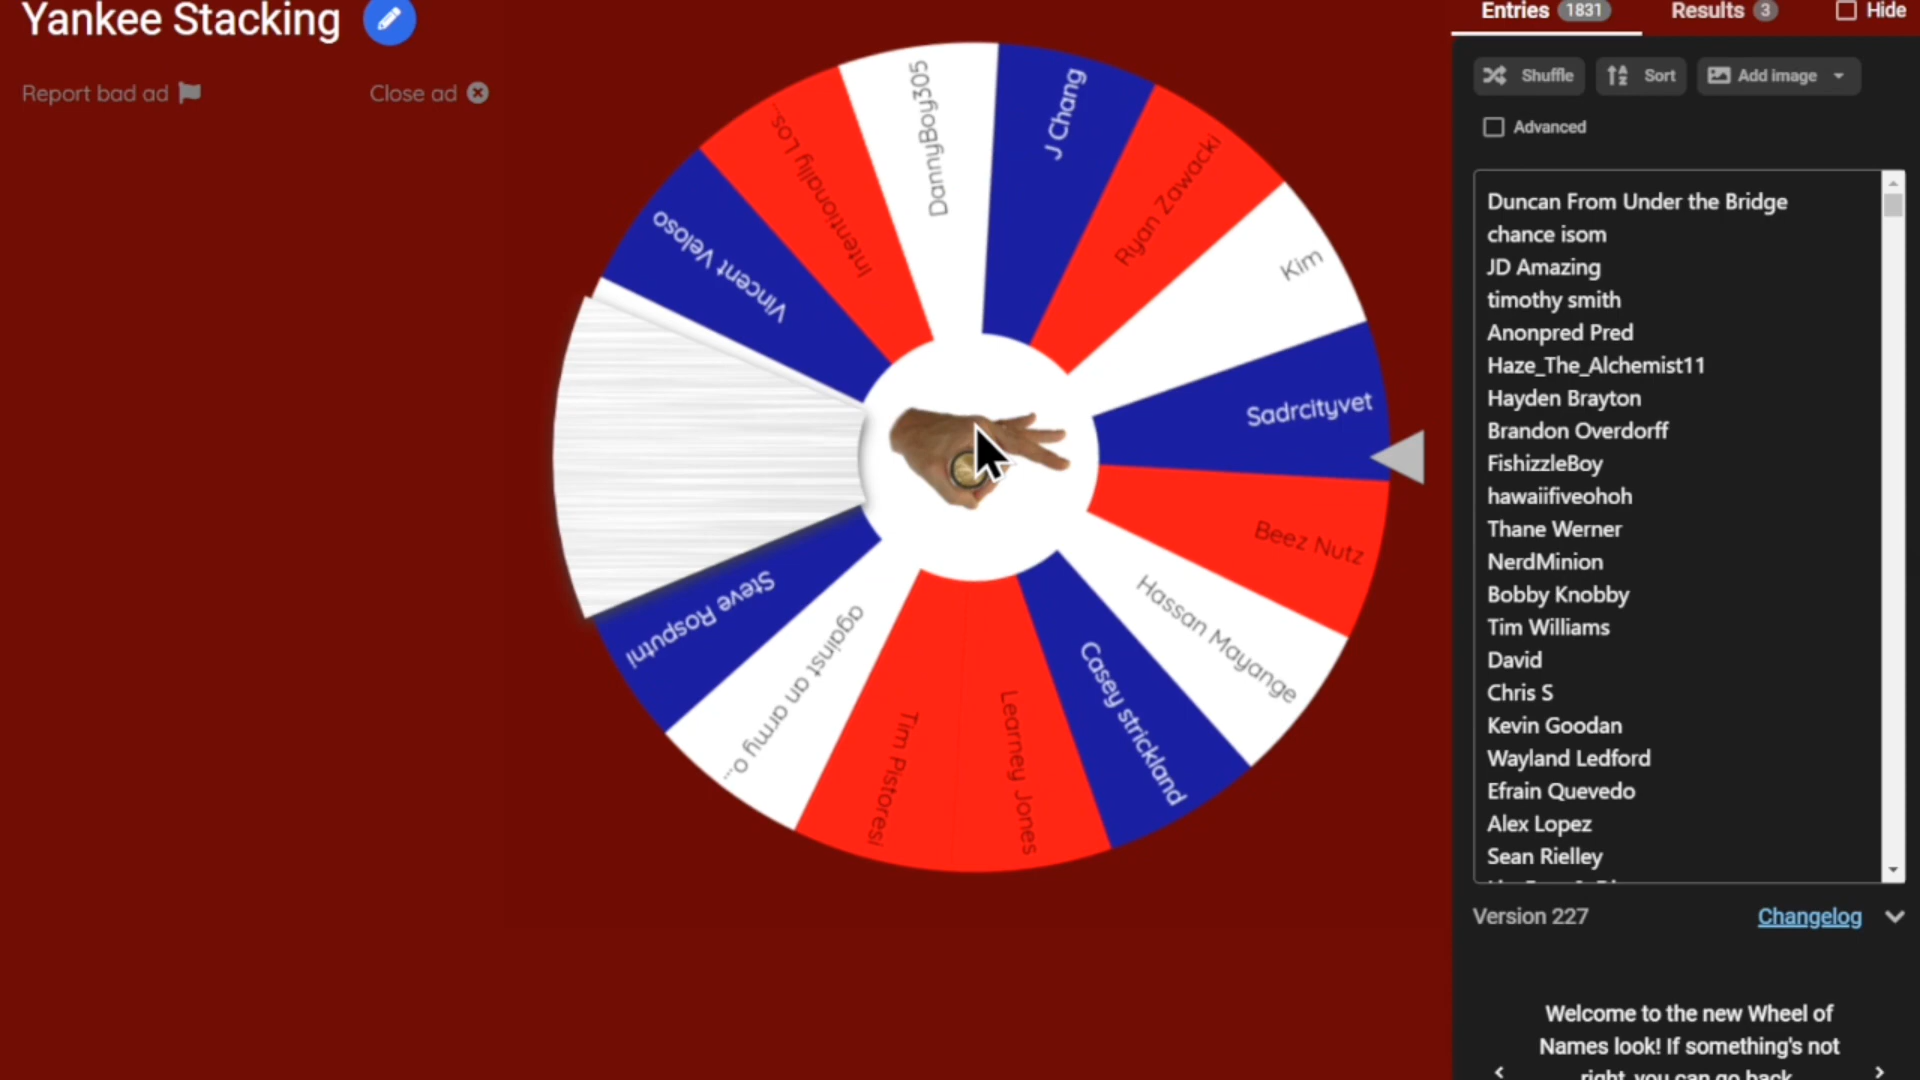 Yankee Stacking
Entries 1831
Results 3
Hide
Report bad ad
Close ad
Shuffle
Sort
Add image
Advanced
DannyBoy305
J Chang
Ryan Zawacki
Kim
Sadrcityvet
Beez Nutz
Hassan Mayange
Casey strickland
Learney Jones
Tim Pistoresi
against an army o...
Steve Rosputni
Vincent Veloso
Intentionally Los...
Duncan From Under the Bridge
chance isom
JD Amazing
timothy smith
Anonpred Pred
Haze_The_Alchemist11
Hayden Brayton
Brandon Overdorff
FishizzleBoy
hawaiifiveohoh
Thane Werner
NerdMinion
Bobby Knobby
Tim Williams
David
Chris S
Kevin Goodan
Wayland Ledford
Efrain Quevedo
Alex Lopez
Sean Rielley
Version 227
Changelog
Welcome to the new Wheel of
Names look! If something's not
right, you can go back